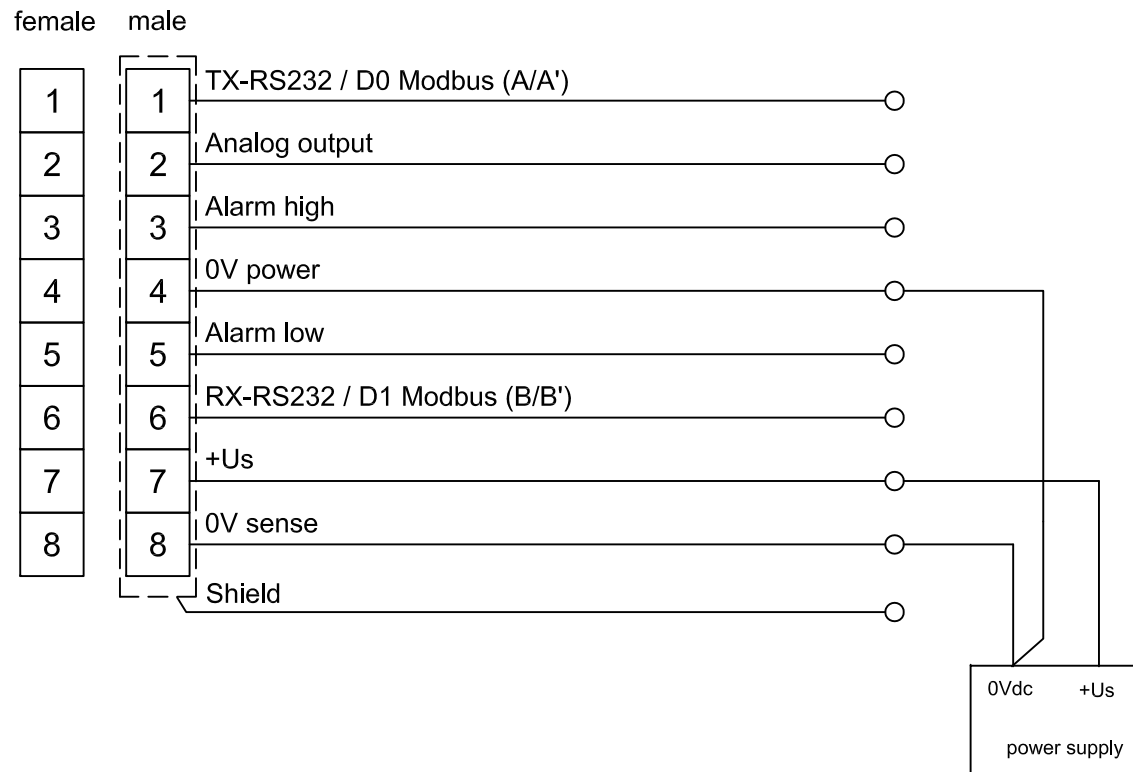 female male
1 1 TX-RS232 / D0 Modbus (A/A')
2 2 Analog output
3 3 Alarm high
4 4 0V power
5 5 Alarm low
6 6 RX-RS232 / D1 Modbus (B/B')
7 7 +Us
8 8 0V sense
Shield
0Vdc +Us
power supply